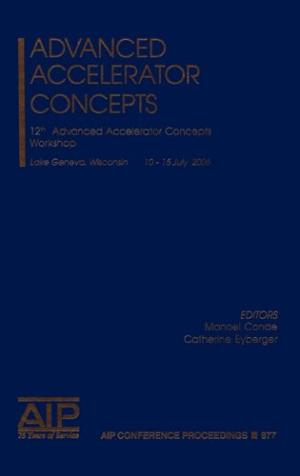 ADVANCED
ACCELERATOR
CONCEPTS
12th Advanced Accelerator Concepts
Workshop
Lake Geneva, Wisconsin 10 - 15 July 2006
EDITORS
Manoel Conde
Catherine Eyberger
AIP
75 Years of Service
AIP CONFERENCE PROCEEDINGS 877